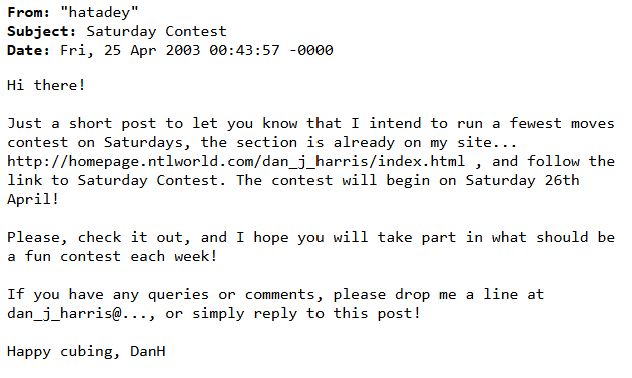 From: "hatadey"
Subject: Saturday Contest
Date: Fri, 25 Apr 2003 00:43:57 -0000
Hi there!
Just a short post to let you know that I intend to run a fewest moves
contest on Saturdays, the section is already on my site...
http://homepage.ntlworld.com/dan_j_harris/index.html , and follow the
link to Saturday Contest. The contest will begin on Saturday 26th
April!
Please, check it out, and I hope you will take part in what should be
a fun contest each week!
If you have any queries or comments, please drop me a line at
dan_j_harris@..., or simply reply to this post!
Happy cubing, DanH